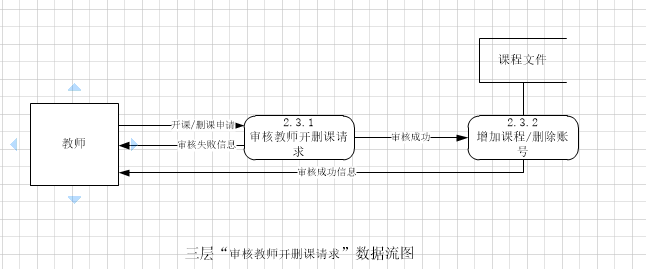 课程文件
开课/删课申请
2.3.1
审核教师开删课请
求
2.3.2
增加课程/删除账
号
教师
审核成功
审核失败信息
审核成功信息
三层“审核教师开删课请求”数据流图